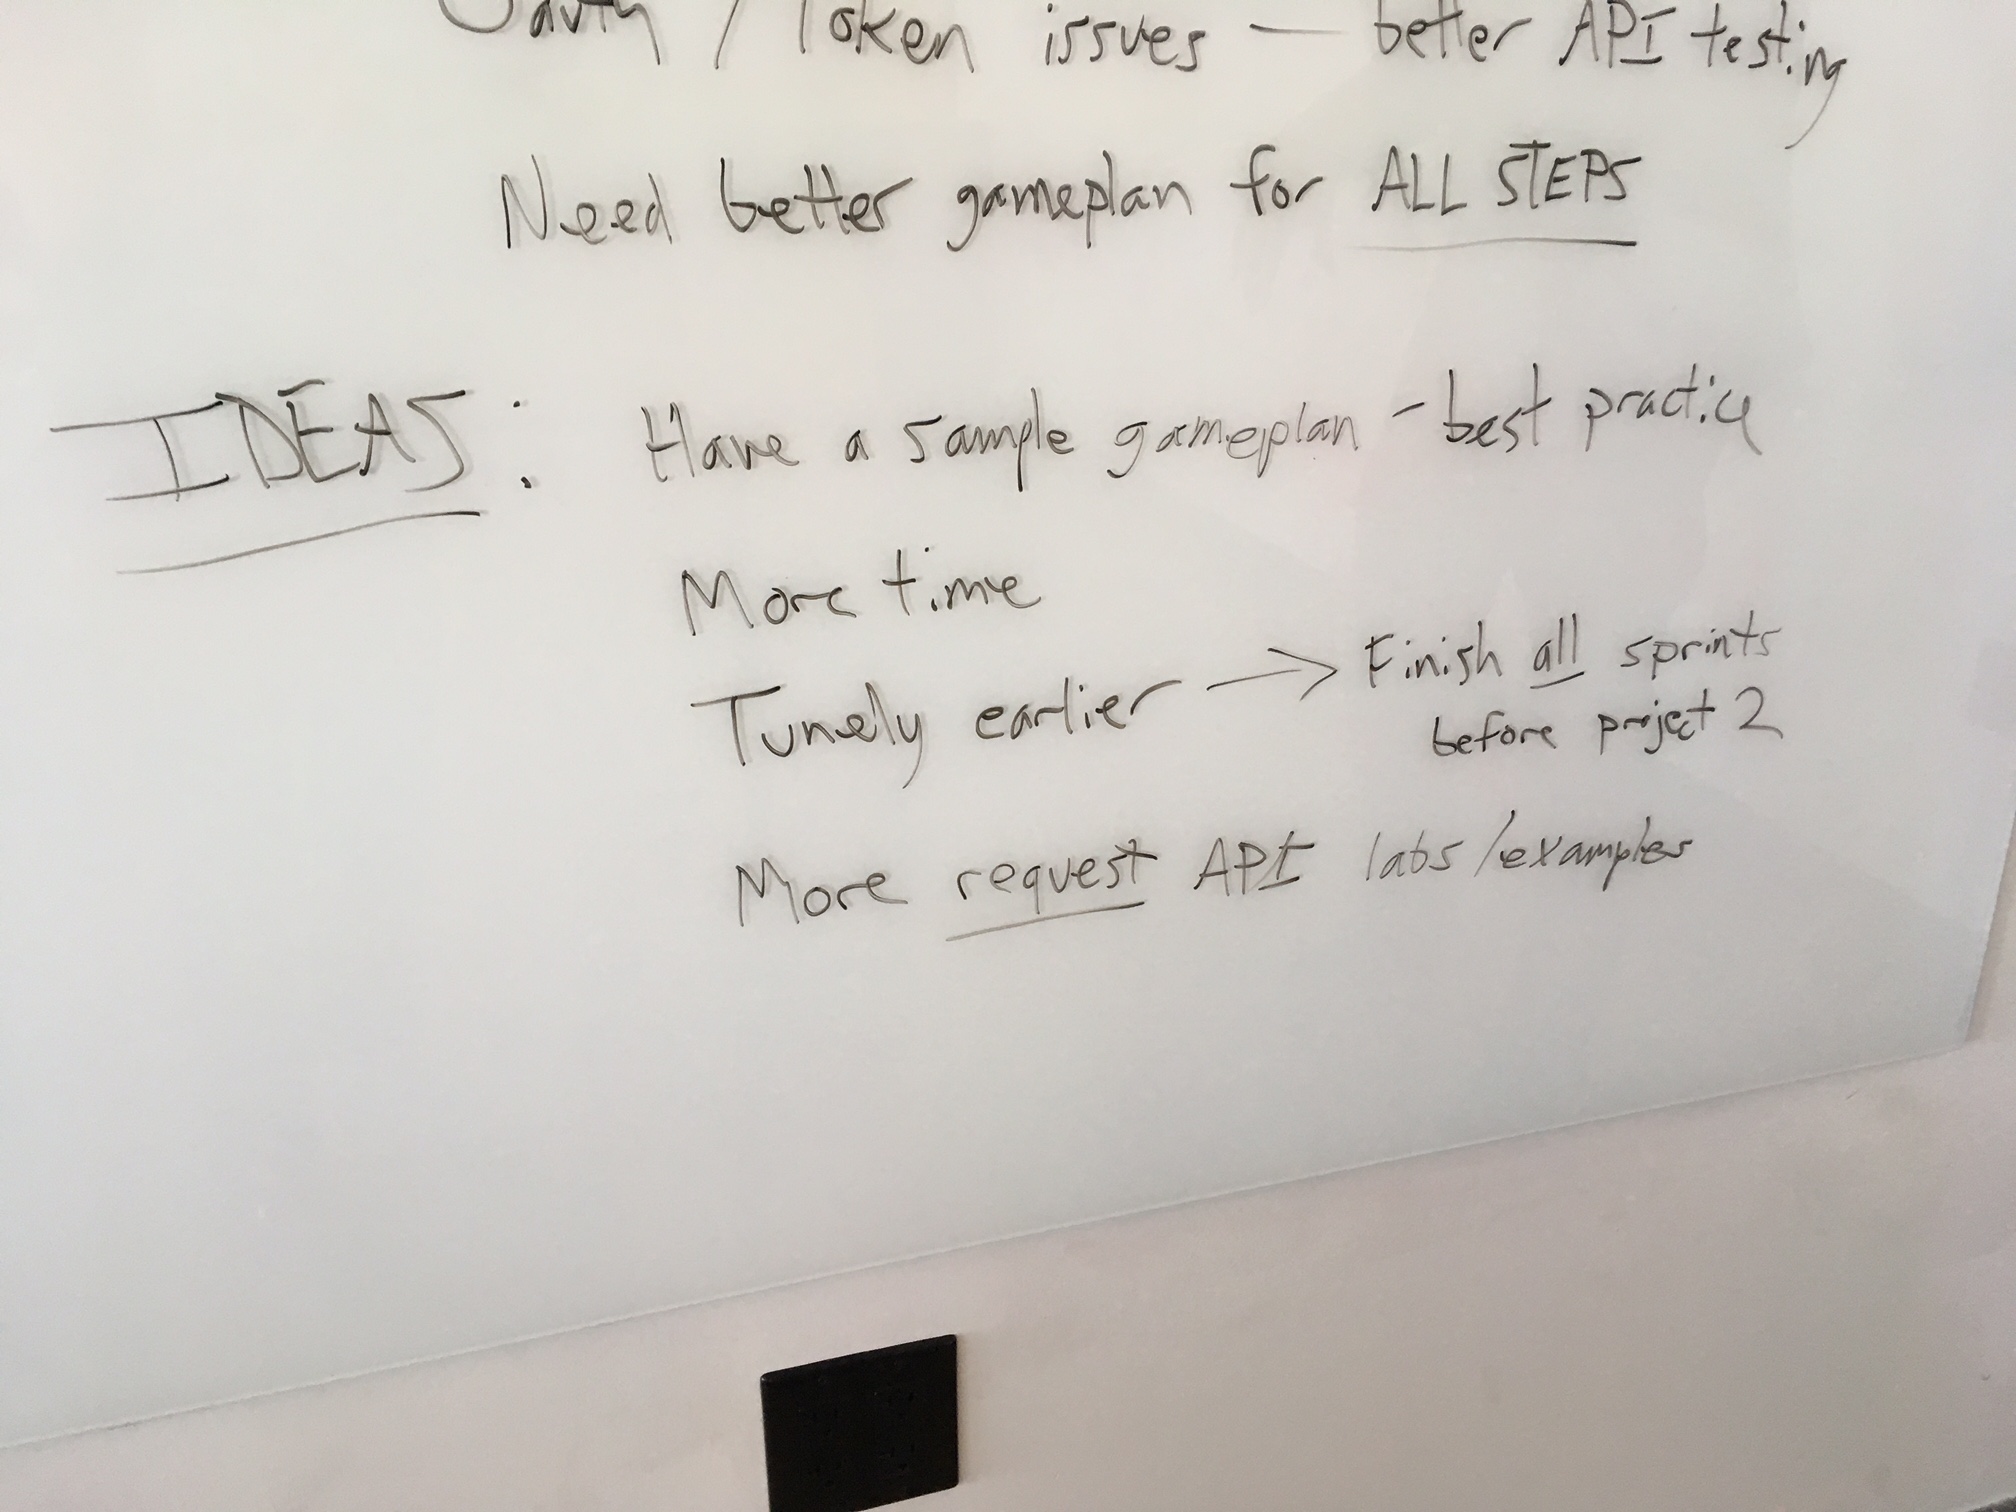 Oauth / Token issues — better API testing
Need better gameplan for ALL STEPS
IDEAS: Have a sample gameplan - best practice
More time
Tunely earlier → Finish all sprints
before project 2
More request API labs/examples